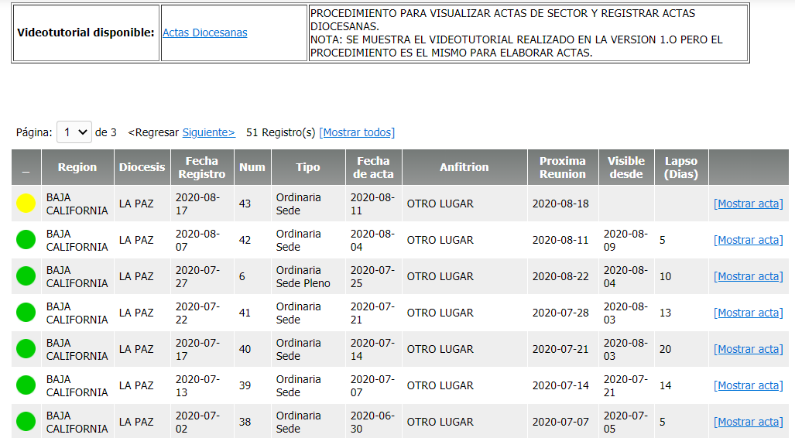 Videotutorial disponible: Actas Diocesanas
PROCEDIMIENTO PARA VISUALIZAR ACTAS DE SECTOR Y REGISTRAR ACTAS
DIOCESANAS.
NOTA: SE MUESTRA EL VIDEOTUTORIAL REALIZADO EN LA VERSION 1.O PERO EL
PROCEDIMIENTO ES EL MISMO PARA ELABORAR ACTAS.
Página: 1 de 3 <Regresar Siguiente> 51 Registro(s) [Mostrar todos]
_ Region Diocesis Fecha Registro Num Tipo Fecha de acta Anfitrion Proxima Reunion Visible desde Lapso (Dias)
BAJA CALIFORNIA LA PAZ 2020-08-17 43 Ordinaria Sede 2020-08-11 OTRO LUGAR 2020-08-18 [Mostrar acta]
BAJA CALIFORNIA LA PAZ 2020-08-07 42 Ordinaria Sede 2020-08-04 OTRO LUGAR 2020-08-11 2020-08-09 5 [Mostrar acta]
BAJA CALIFORNIA LA PAZ 2020-07-27 6 Ordinaria Sede Pleno 2020-07-25 OTRO LUGAR 2020-08-22 2020-08-04 10 [Mostrar acta]
BAJA CALIFORNIA LA PAZ 2020-07-22 41 Ordinaria Sede 2020-07-21 OTRO LUGAR 2020-07-28 2020-08-03 13 [Mostrar acta]
BAJA CALIFORNIA LA PAZ 2020-07-17 40 Ordinaria Sede 2020-07-14 OTRO LUGAR 2020-07-21 2020-08-03 20 [Mostrar acta]
BAJA CALIFORNIA LA PAZ 2020-07-13 39 Ordinaria Sede 2020-07-07 OTRO LUGAR 2020-07-14 2020-07-21 14 [Mostrar acta]
BAJA CALIFORNIA LA PAZ 2020-07-02 38 Ordinaria Sede 2020-06-30 OTRO LUGAR 2020-07-07 2020-07-05 5 [Mostrar acta]